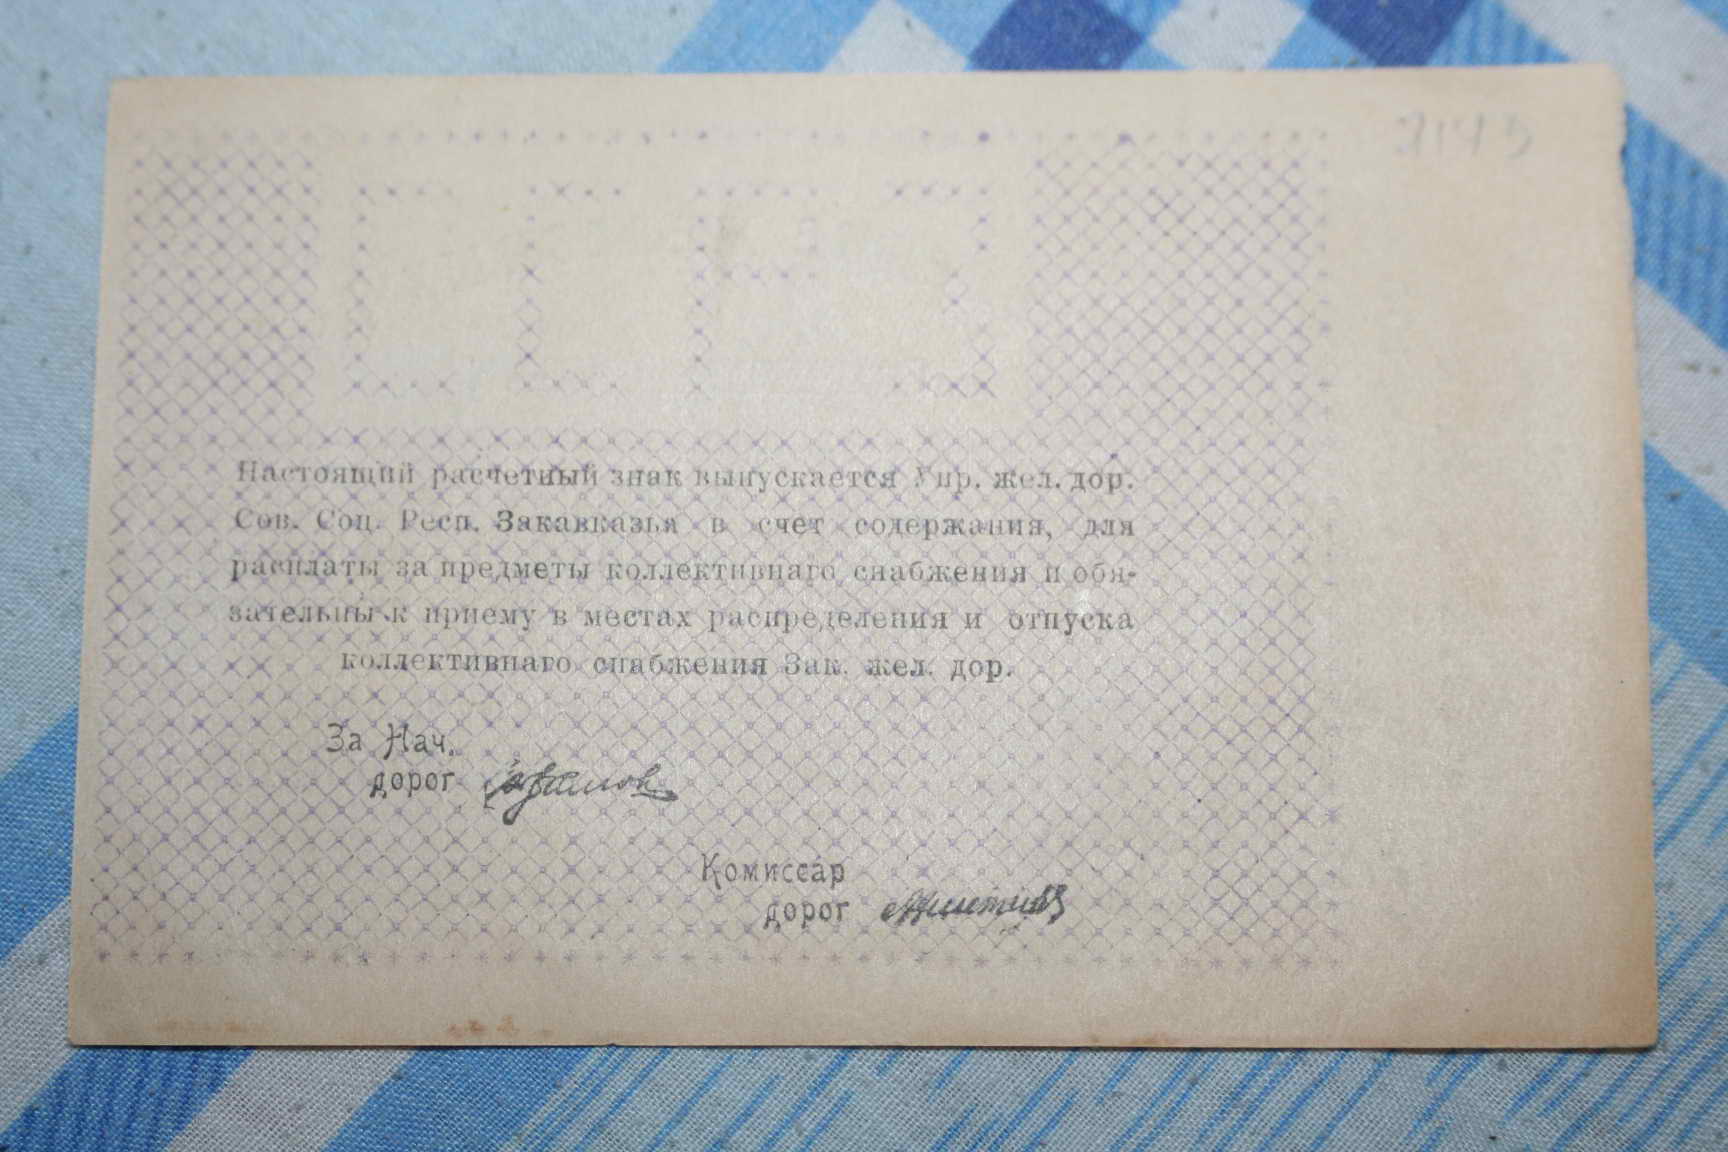 2145
Настоящий расчетный знак выпускается Упр. жел. дор.
Сов. Соц. Респ. Закавказья в счет содержания, для
расплаты за предметы коллективнаго снабжения и обя-
зательны к приему в местах распределения и отпуска
коллективнаго снабжения Зак. жел. дор.
За Нач.
дорог
Комиссар
дорог